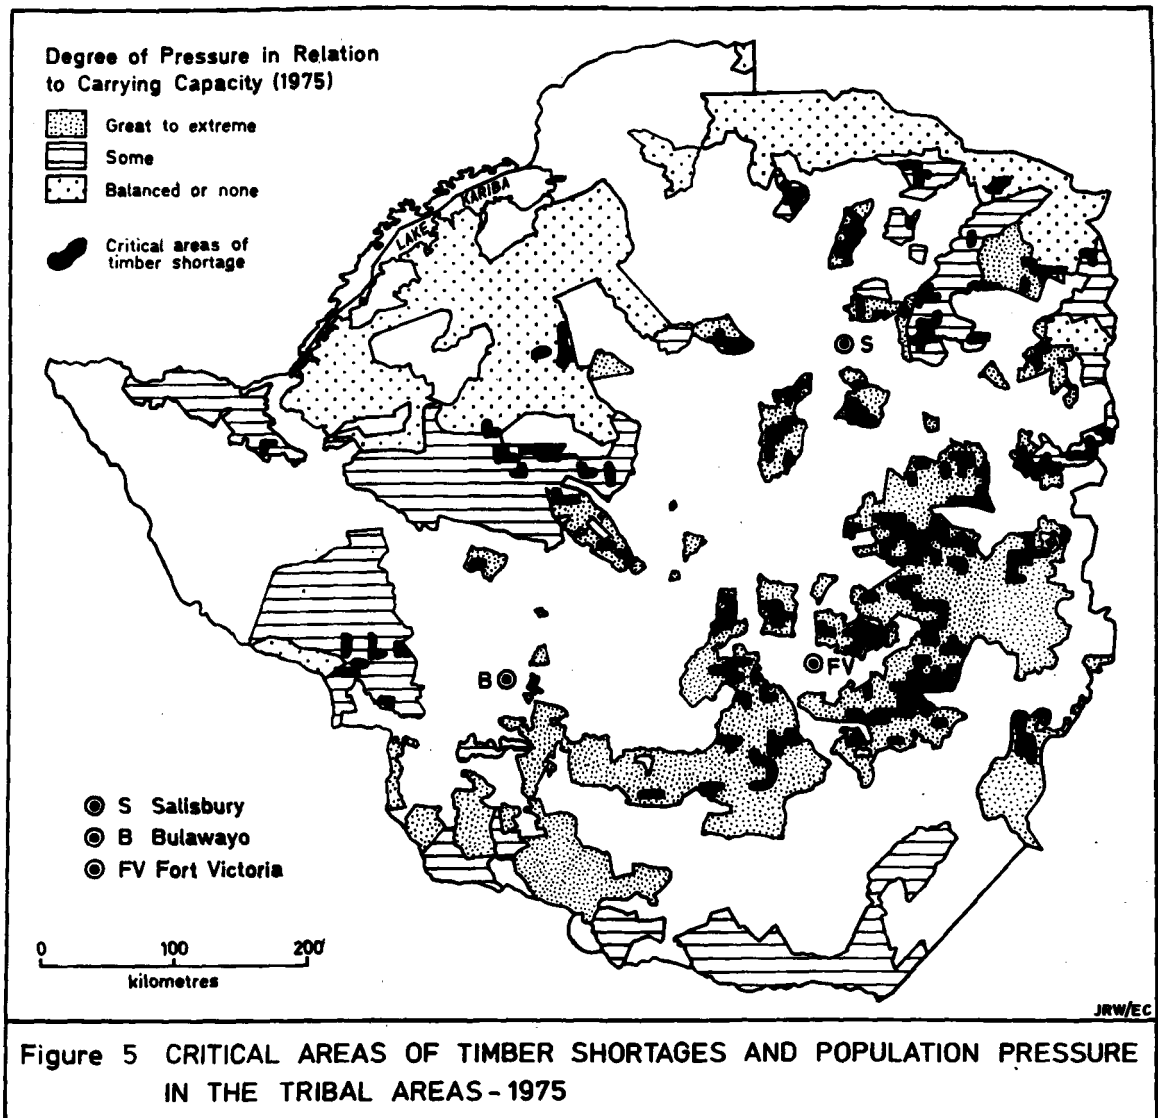 Degree of Pressure in Relation
to Carrying Capacity (1975)
Great to extreme
Some
Balanced or none
Critical areas of
timber shortage
LAKE KARIBA
S
B
FV
S Salisbury
B Bulawayo
FV Fort Victoria
0 100 200
kilometres
JRW/EC
Figure 5 CRITICAL AREAS OF TIMBER SHORTAGES AND POPULATION PRESSURE
IN THE TRIBAL AREAS - 1975